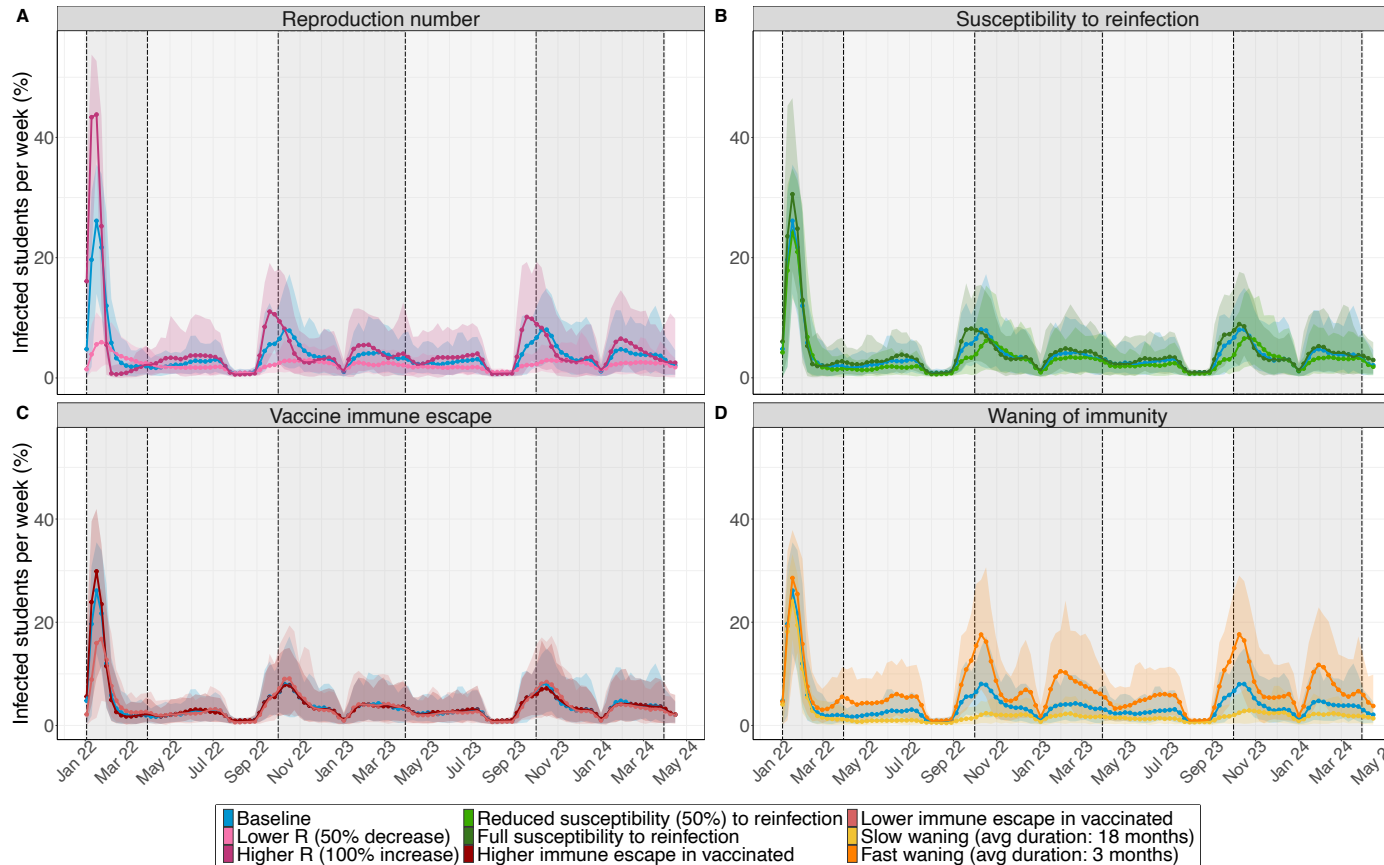 A
Reproduction number
B
Susceptibility to reinfection
Infected students per week (%)
40
20
0
40
20
0
C
Vaccine immune escape
D
Waning of immunity
Infected students per week (%)
40
20
0
40
20
0
Jan 22
Mar 22
May 22
Jul 22
Sep 22
Nov 22
Jan 23
Mar 23
May 23
Jul 23
Sep 23
Nov 23
Jan 24
Mar 24
May 24
Jan 22
Mar 22
May 22
Jul 22
Sep 22
Nov 22
Jan 23
Mar 23
May 23
Jul 23
Sep 23
Nov 23
Jan 24
Mar 24
Baseline
Reduced susceptibility (50%) to reinfection
Lower immune escape in vaccinated
Lower R (50% decrease)
Full susceptibility to reinfection
Slow waning (avg duration: 18 months)
Higher R (100% increase)
Higher immune escape in vaccinated
Fast waning (avg duration: 3 months)